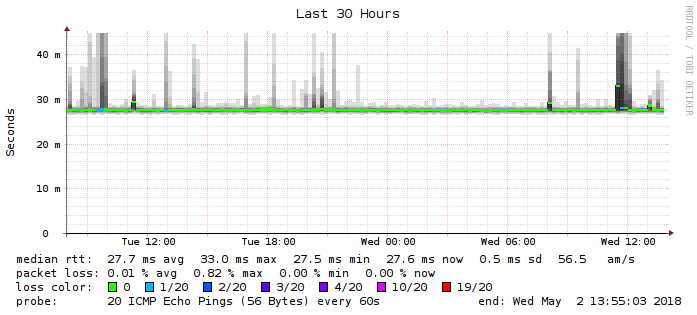 Last 30 Hours
RRDTOOL / TOBI OETIKER
Seconds
40 m
30 m
20 m
10 m
0
Tue 12:00 Tue 18:00 Wed 00:00 Wed 06:00 Wed 12:00
median rtt: 27.7 ms avg 33.0 ms max 27.5 ms min 27.6 ms now 0.5 ms sd 56.5 am/s
packet loss: 0.01 % avg 0.82 % max 0.00 % min 0.00 % now
loss color: 0 1/20 2/20 3/20 4/20 10/20 19/20
probe: 20 ICMP Echo Pings (56 Bytes) every 60s end: Wed May 2 13:55:03 2018